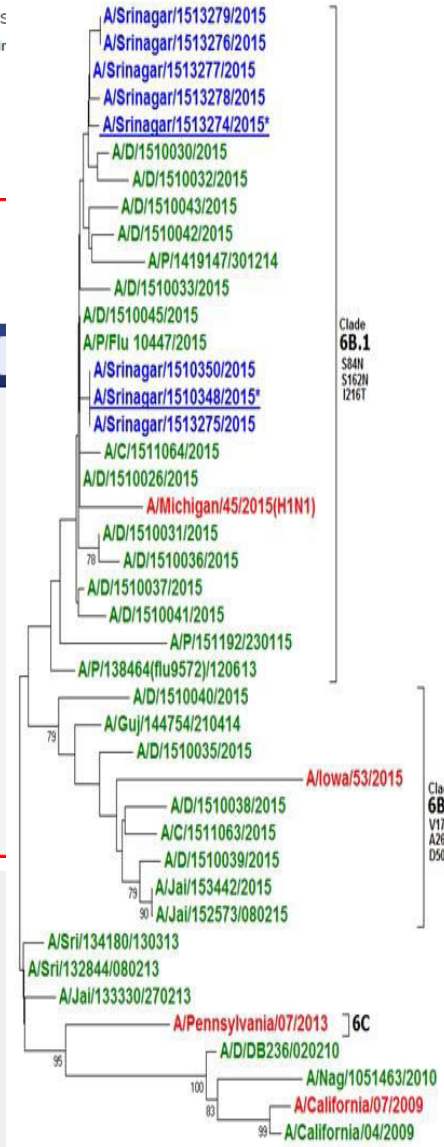 A/Srinagar/1513279/2015
A/Srinagar/1513276/2015
A/Srinagar/1513277/2015
A/Srinagar/1513278/2015
A/Srinagar/1513274/2015*
A/D/1510030/2015
A/D/1510032/2015
A/D/1510043/2015
A/D/1510042/2015
A/P/1419147/301214
A/D/1510033/2015
A/D/1510045/2015
A/P/Flu 10447/2015
A/Srinagar/1510350/2015
A/Srinagar/1510348/2015*
A/Srinagar/1513275/2015
A/C/1511064/2015
A/D/1510026/2015
A/Michigan/45/2015(H1N1)
A/D/1510031/2015
78
A/D/1510036/2015
A/D/1510037/2015
A/D/1510041/2015
A/P/151192/230115
A/P/138464(flu9572)/120613
Clade
6B.1
S84N
S162N
I216T
A/D/1510040/2015
79
A/Guj/144754/210414
A/D/1510035/2015
A/Iowa/53/2015
A/D/1510038/2015
A/C/1511063/2015
A/D/1510039/2015
79
A/Jai/153442/2015
90
A/Jai/152573/080215
Clad
6B
V17
A26
D50
A/Sri/134180/130313
A/Sri/132844/080213
A/Jai/133330/270213
A/Pennsylvania/07/2013
6C
95
A/D/DB236/020210
100
A/Nag/1051463/2010
83
A/California/07/2009
99
A/California/04/2009